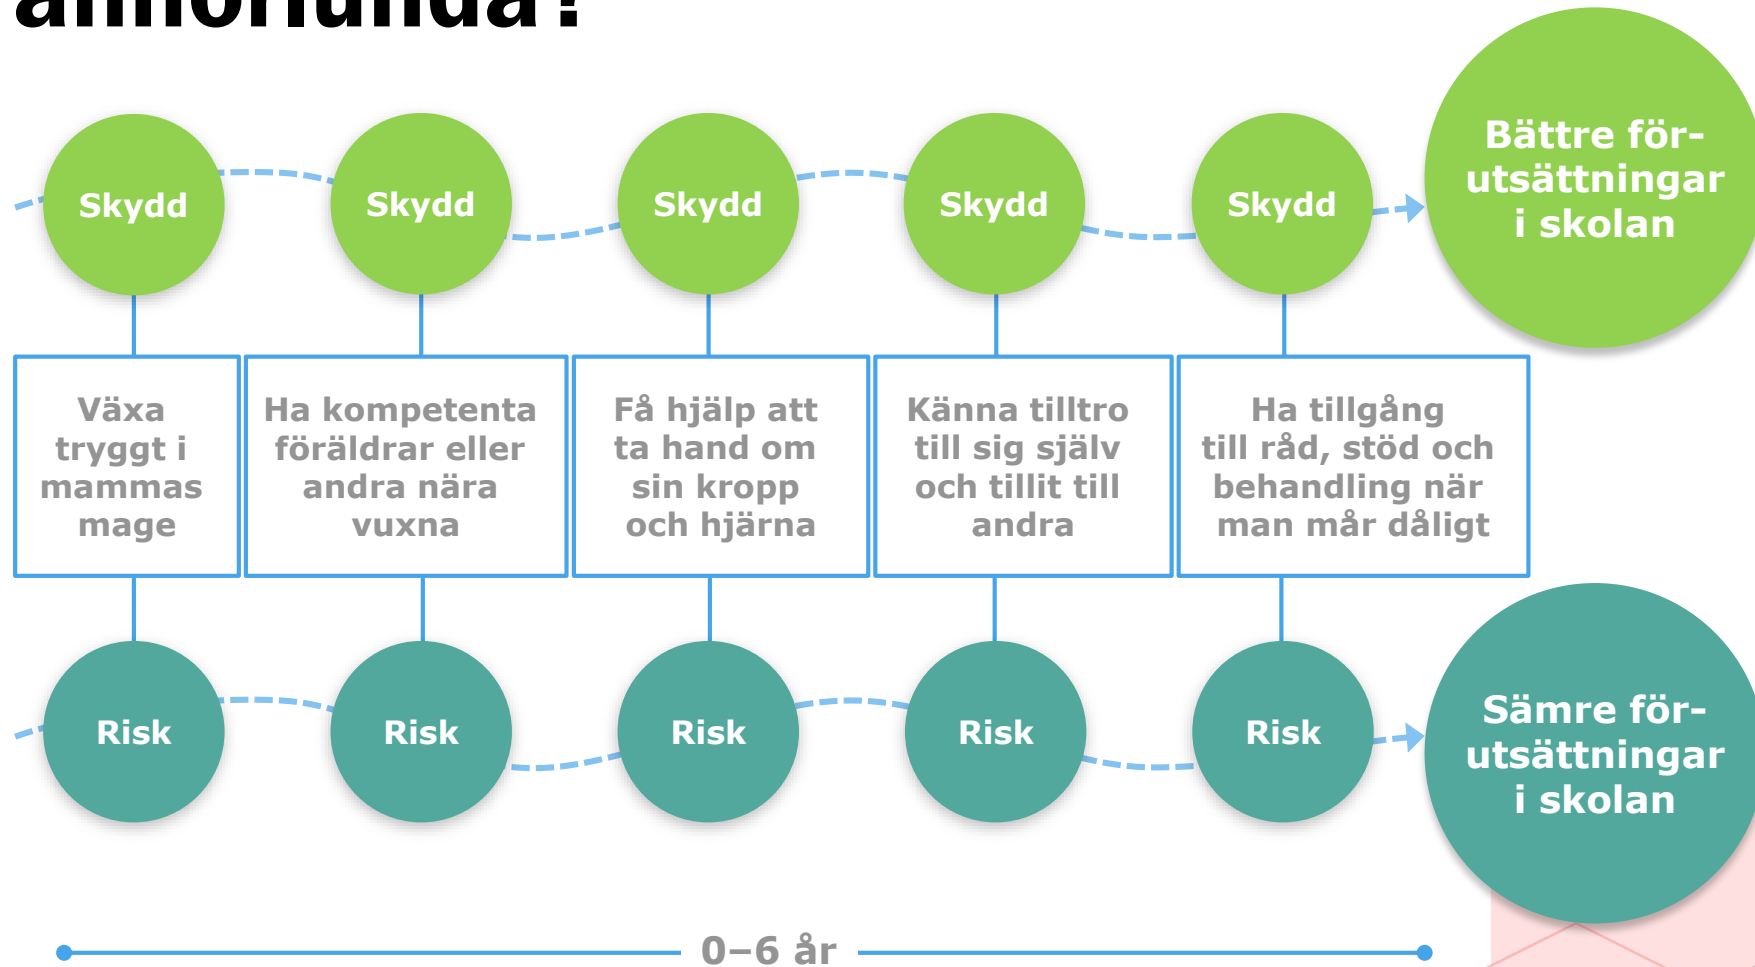 annorlunda?
Skydd
Skydd
Skydd
Skydd
Skydd
Bättre för-
utsättningar
i skolan
Växa
tryggt i
mammas
mage
Ha kompetenta
föräldrar eller
andra nära
vuxna
Få hjälp att
ta hand om
sin kropp
och hjärna
Känna tilltro
till sig själv
och tillit till
andra
Ha tillgång
till råd, stöd och
behandling när
man mår dåligt
Risk
Risk
Risk
Risk
Risk
Sämre för-
utsättningar
i skolan
0–6 år